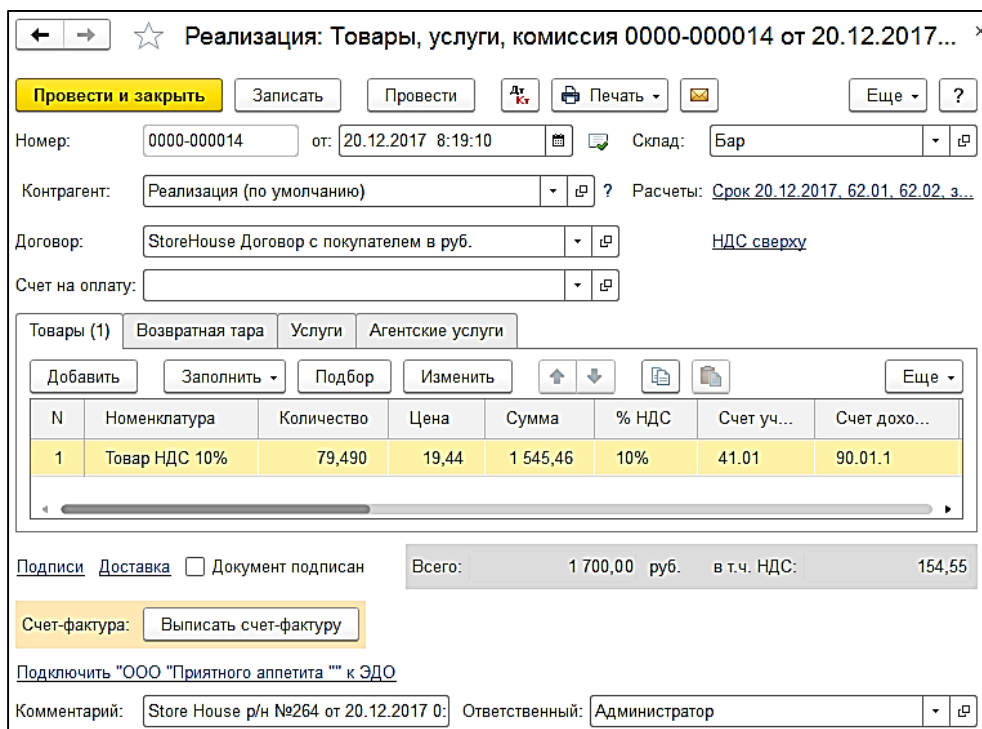 Реализация: Товары, услуги, комиссия 0000-000014 от 20.12.2017...
Провести и закрыть Записать Провести Дт Кт Печать Еще ?
Номер: 0000-000014 от: 20.12.2017 8:19:10 Склад: Бар
Контрагент: Реализация (по умолчанию) ? Расчеты: Срок 20.12.2017, 62.01, 62.02, з...
Договор: StoreHouse Договор с покупателем в руб. НДС сверху
Счет на оплату:
Товары (1) Возвратная тара Услуги Агентские услуги
Добавить Заполнить Подбор Изменить Еще
N Номенклатура Количество Цена Сумма % НДС Счет уч... Счет дохо...
1 Товар НДС 10% 79,490 19,44 1 545,46 10% 41.01 90.01.1
Подписи Доставка Документ подписан Всего: 1 700,00 руб. в т.ч. НДС: 154,55
Счет-фактура: Выписать счет-фактуру
Подключить "ООО "Приятного аппетита "" к ЭДО
Комментарий: Store House р/н №264 от 20.12.2017 0: Ответственный: Администратор